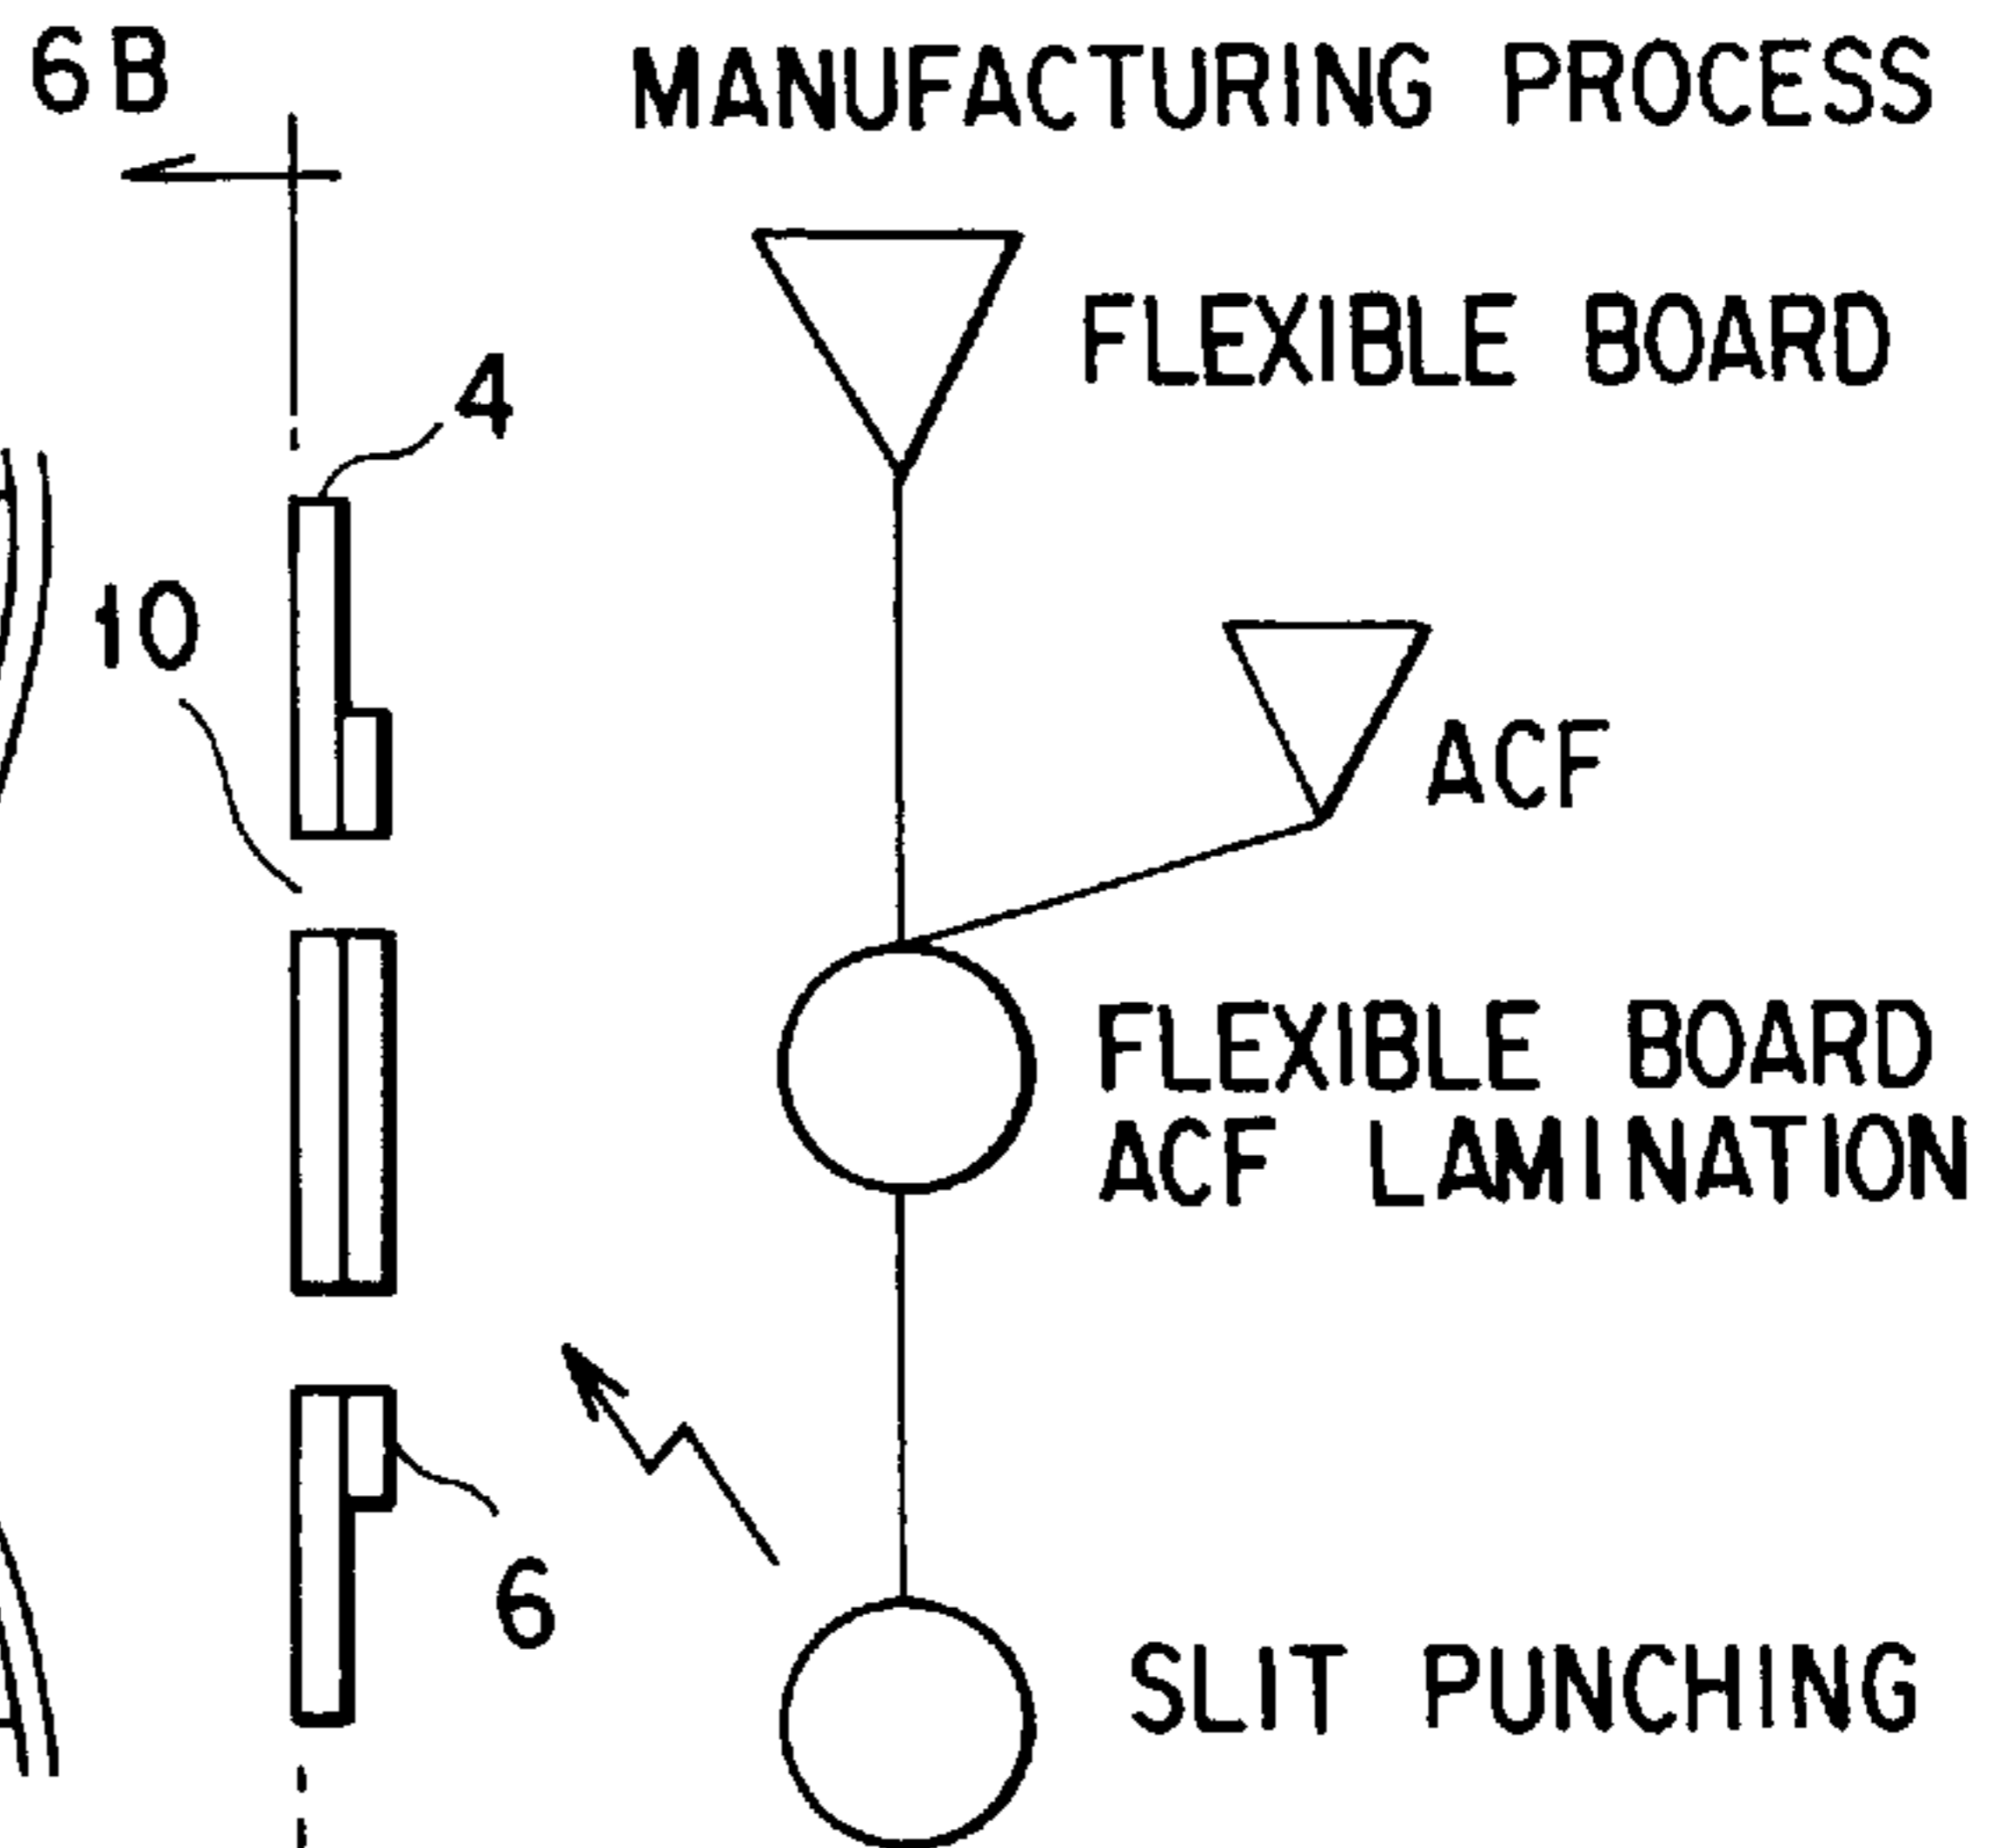 6B
MANUFACTURING PROCESS
FLEXIBLE BOARD
4
10
ACF
FLEXIBLE BOARD
ACF LAMINATION
6
SLIT PUNCHING